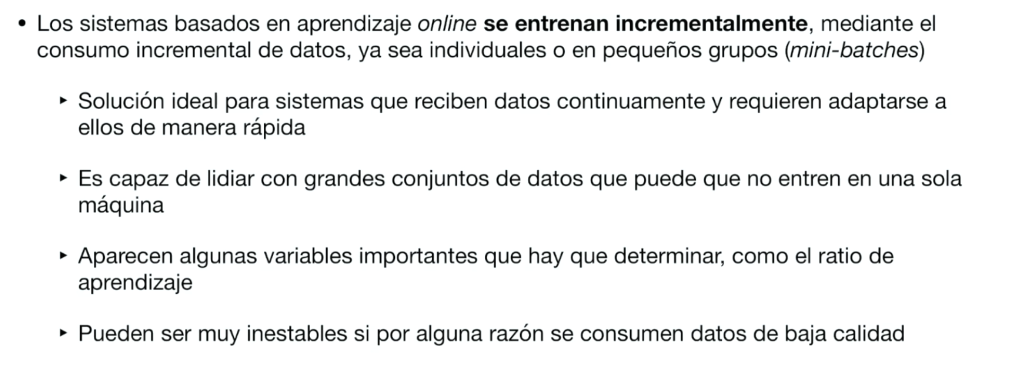 • Los sistemas basados en aprendizaje online se entrenan incrementalmente, mediante el
consumo incremental de datos, ya sea individuales o en pequeños grupos (mini-batches)
‣ Solución ideal para sistemas que reciben datos continuamente y requieren adaptarse a
ellos de manera rápida
‣ Es capaz de lidiar con grandes conjuntos de datos que puede que no entren en una sola
máquina
‣ Aparecen algunas variables importantes que hay que determinar, como el ratio de
aprendizaje
‣ Pueden ser muy inestables si por alguna razón se consumen datos de baja calidad